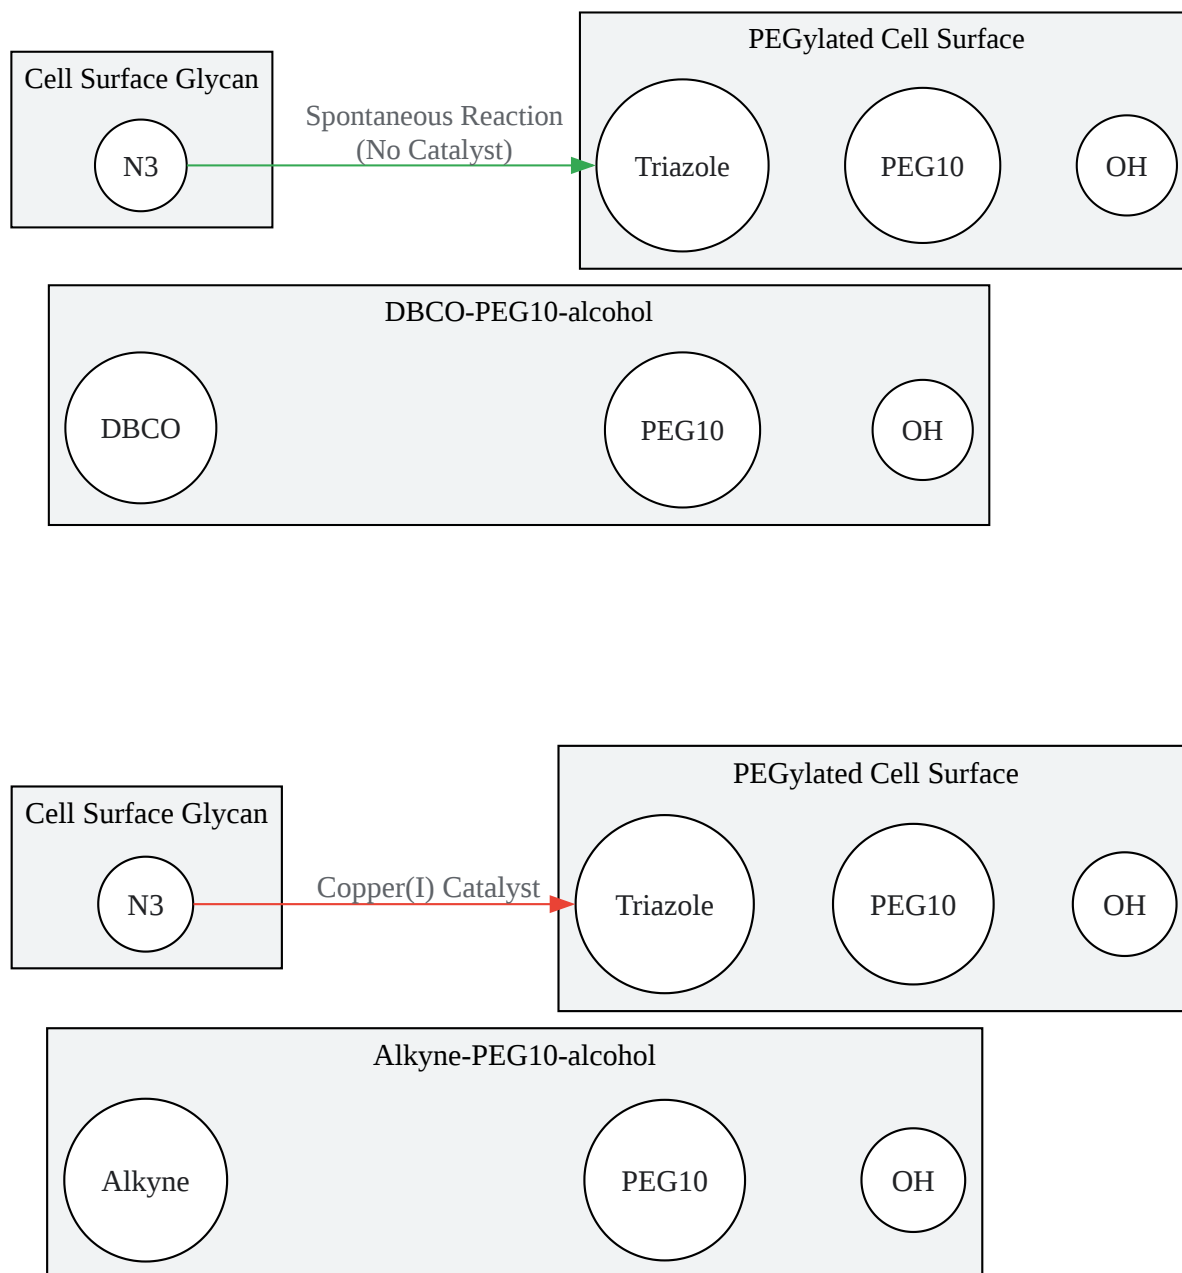 PEGylated Cell Surface
Cell Surface Glycan
Spontaneous Reaction
(No Catalyst)
N3
Triazole
PEG10
OH
DBCO-PEG10-alcohol
DBCO
PEG10
OH
PEGylated Cell Surface
Cell Surface Glycan
Copper(I) Catalyst
N3
Triazole
PEG10
OH
Alkyne-PEG10-alcohol
Alkyne
PEG10
OH